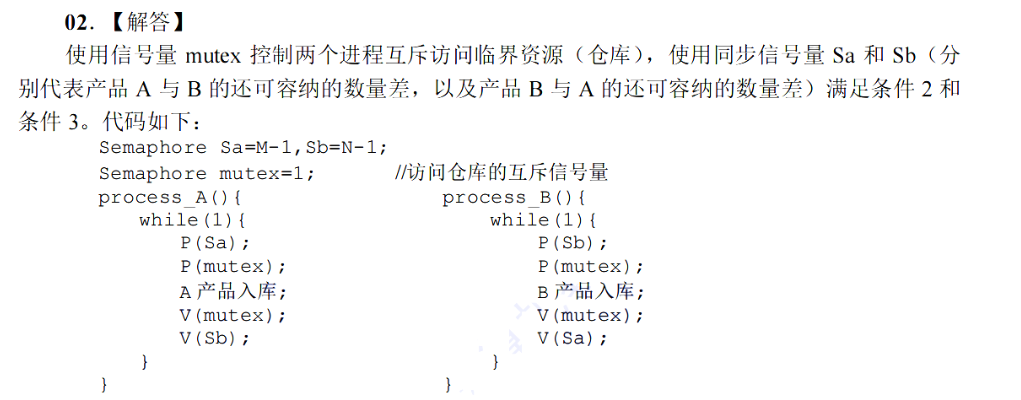 02.【解答】
使用信号量 mutex 控制两个进程互斥访问临界资源（仓库），使用同步信号量 Sa 和 Sb（分
别代表产品 A 与 B 的还可容纳的数量差，以及产品 B 与 A 的还可容纳的数量差）满足条件 2 和
条件 3。代码如下：
Semaphore Sa=M-1,Sb=N-1;
Semaphore mutex=1; //访问仓库的互斥信号量
process_A(){ process_B(){
while(1){ while(1){
P(Sa); P(Sb);
P(mutex); P(mutex);
A 产品入库; B 产品入库;
V(mutex); V(mutex);
V(Sb); V(Sa);
} }
} }